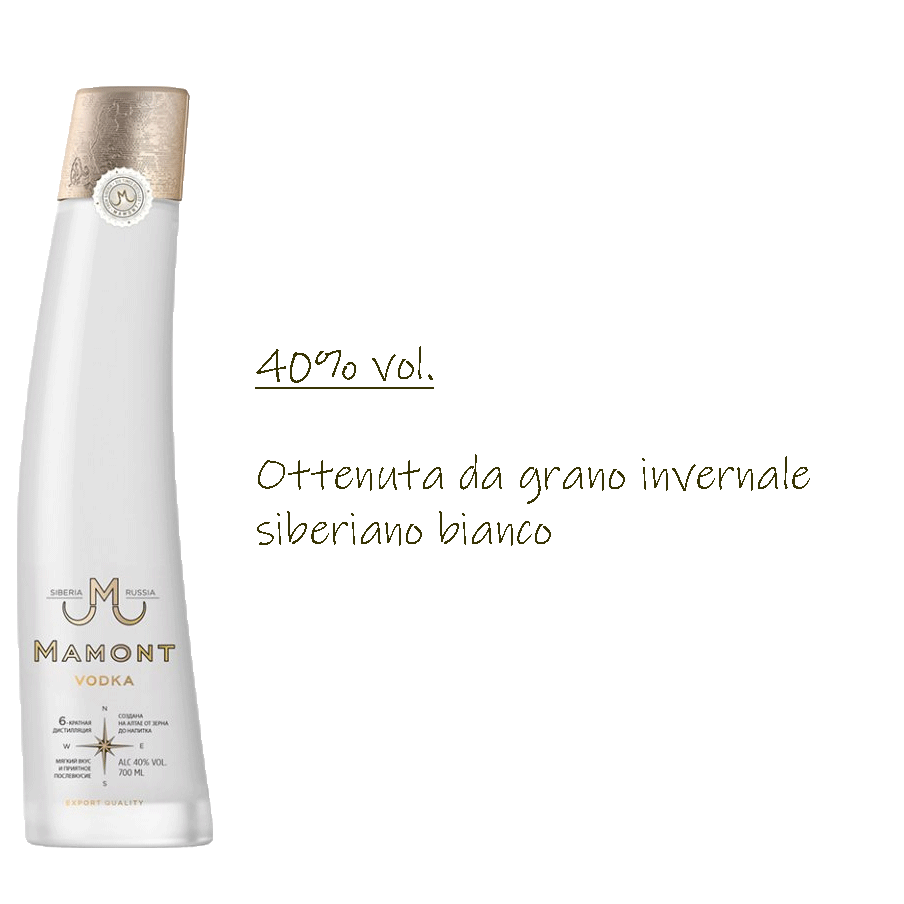 MAMONT
40% vol.
Ottenuta da grano invernale
siberiano bianco
SIBERIA M RUSSIA
MAMONT
VODKA
N
6-КРАТНАЯ
ДИСТИЛЛЯЦИЯ
СОЗДАНА
НА АЛТАЕ ОТ ЗЕРНА
ДО НАПИТКА
W E
МЯГКИЙ ВКУС
И ПРИЯТНОЕ
ПОСЛЕВКУСИЕ
ALC 40% VOL.
700 ML
S
EXPORT QUALITY